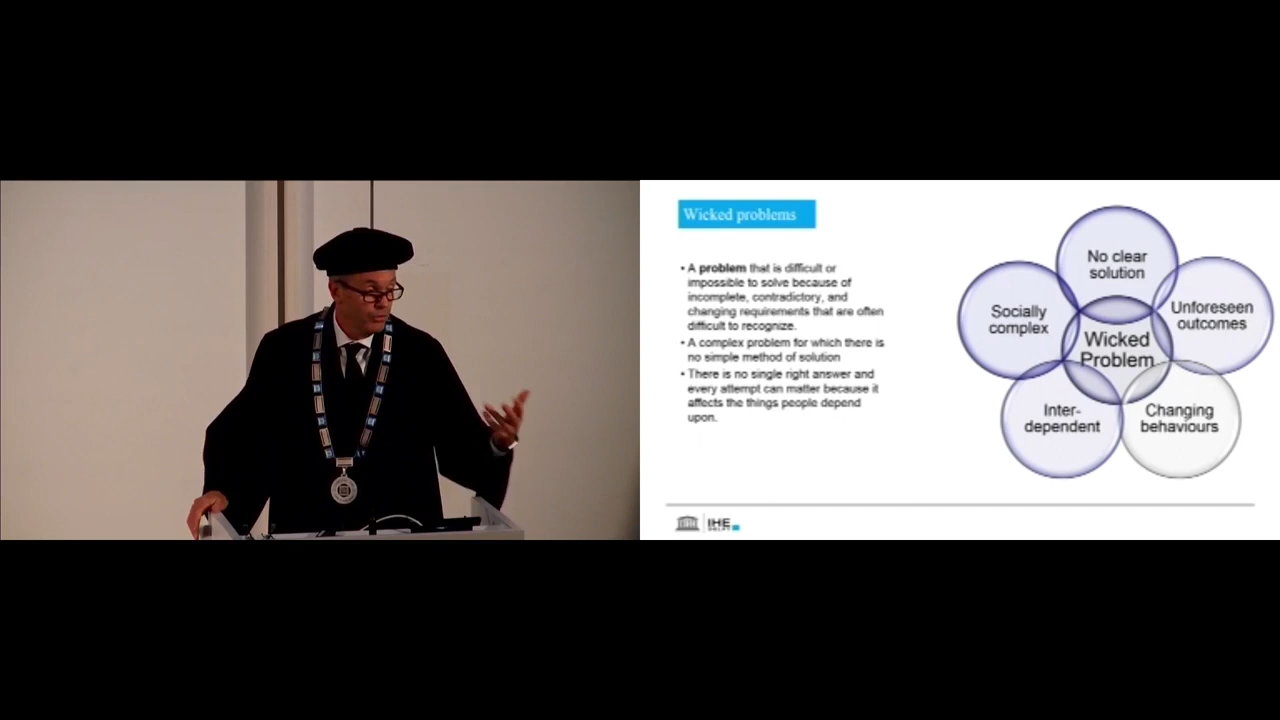 Wicked problems
• A problem that is difficult or
impossible to solve because of
incomplete, contradictory, and
changing requirements that are often
difficult to recognize.
• A complex problem for which there is
no simple method of solution
• There is no single right answer and
every attempt can matter because it
affects the things people depend
upon.
No clear
solution
Unforeseen
outcomes
Socially
complex
Wicked
Problem
Inter-
dependent
Changing
behaviours
IHE
DELFT